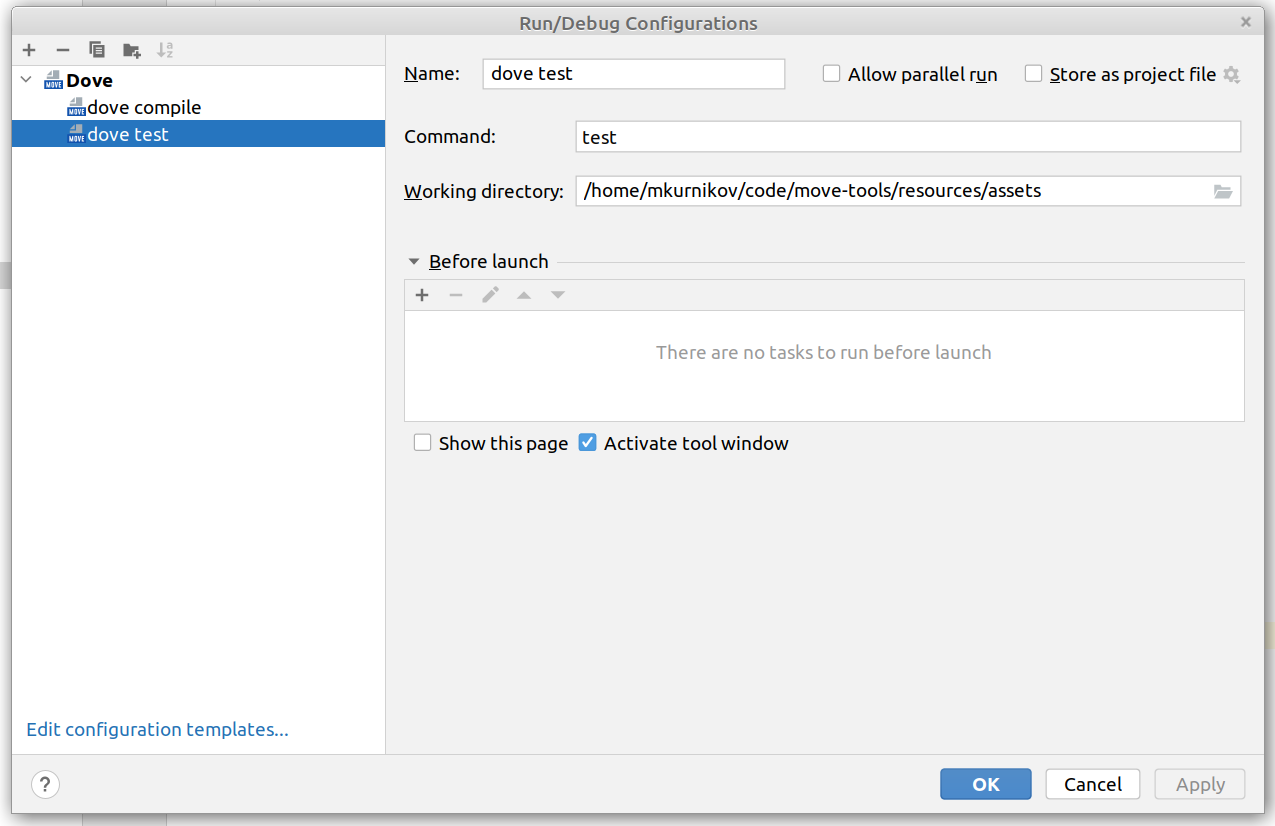 Run/Debug Configurations
Dove
dove compile
dove test
Edit configuration templates...
Name: dove test Allow parallel run Store as project file
Command: test
Working directory: /home/mkurnikov/code/move-tools/resources/assets
Before launch
There are no tasks to run before launch
Show this page Activate tool window
? OK Cancel Apply